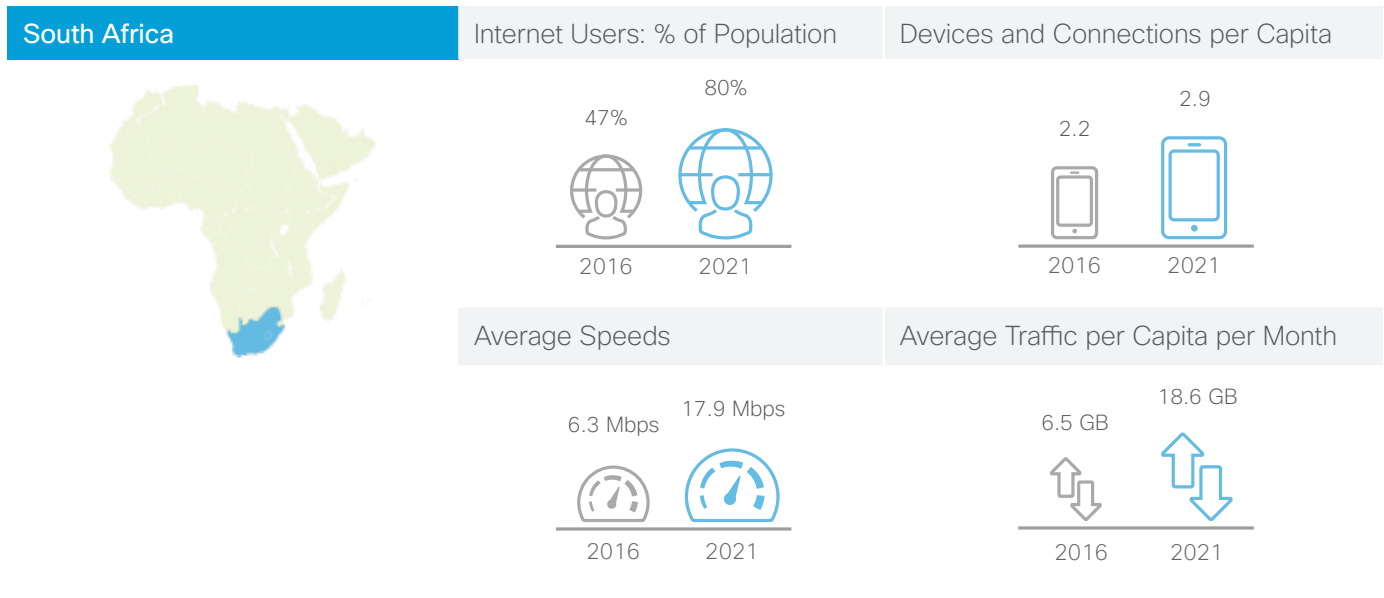 South Africa
Internet Users: % of Population
47%
80%
2016
2021
Devices and Connections per Capita
2.2
2.9
2016
2021
Average Speeds
6.3 Mbps
17.9 Mbps
2016
2021
Average Traffic per Capita per Month
6.5 GB
18.6 GB
2016
2021